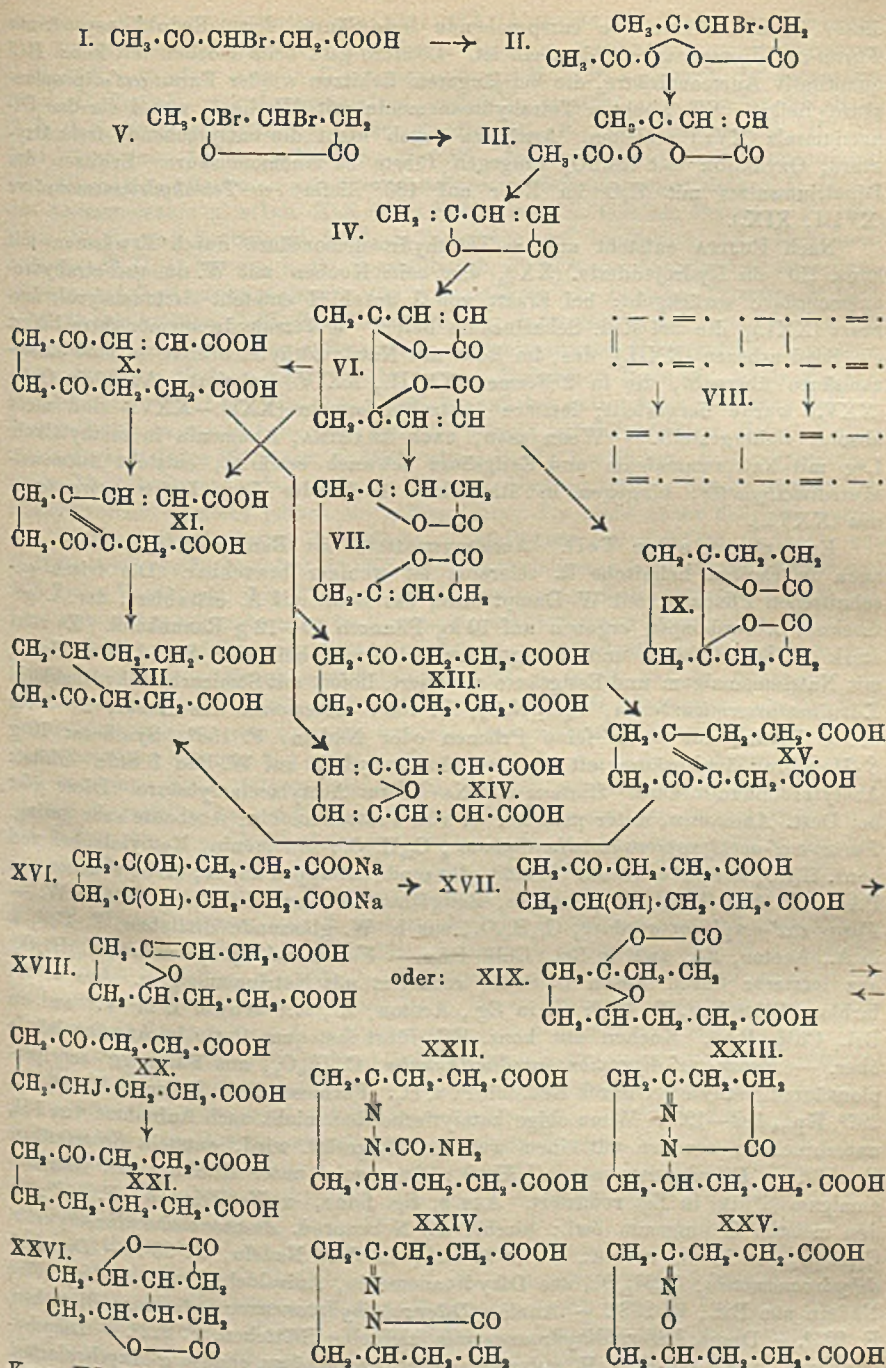 I. CH₃·CO·CHBr·CH₂·COOH → II. CH₃·C·CHBr·CH₂
CH₃·CO·O O—CO
V. CH₃·CBr·CHBr·CH₂ → III. CH₃·C·CH:CH
O——CO CH₃·CO·O O—CO
IV. CH₂:C·CH:CH
O——CO
CH₂·CO·CH:CH·COOH
X.
CH₂·CO·CH₂·CH₂·COOH
CH₂·C·CH:CH
O—CO
VI.
O—CO
CH₂·C·CH:CH
·—·=· ·—·—·=·
·—·=· ·—·—·=·
VIII.
·=·—· ·—·=·—·
·=·—· ·—·=·—·
CH₂·C—CH:CH·COOH
XI.
CH₂·CO·C·CH₂·COOH
CH₂·C:CH·CH₂
O—CO
VII.
O—CO
CH₂·C:CH·CH₂
CH₂·C·CH₂·CH₂
O—CO
IX.
O—CO
CH₂·C·CH₂·CH₂
CH₂·CH·CH₂·CH₂·COOH
XII.
CH₂·CO·CH·CH₂·COOH
CH₂·CO·CH₂·CH₂·COOH
XIII.
CH₂·CO·CH₂·CH₂·COOH
CH₂·C—CH₂·CH₂·COOH
XV.
CH₂·CO·C·CH₂·COOH
CH:C·CH:CH·COOH
>O XIV.
CH:C·CH:CH·COOH
XVI. CH₂·C(OH)·CH₂·CH₂·COONa → XVII. CH₂·CO·CH₂·CH₂·COOH →
CH₂·C(OH)·CH₂·CH₂·COONa CH₂·CH(OH)·CH₂·CH₂·COOH
XVIII. CH₂·C=CH·CH₂·COOH
>O
CH₂·CH·CH₂·CH₂·COOH
oder: XIX.
O—CO
CH₂·C·CH₂·CH₂
>O
CH₂·CH·CH₂·CH₂·COOH
CH₂·CO·CH₂·CH₂·COOH
XX.
CH₂·CHJ·CH₂·CH₂·COOH
CH₂·CO·CH₂·CH₂·COOH
XXI.
CH₂·CH₂·CH₂·CH₂·COOH
XXII.
CH₂·C·CH₂·CH₂·COOH
N
N·CO·NH₂
CH₂·CH·CH₂·CH₂·COOH
XXIII.
CH₂·C·CH₂·CH₂
N
N——CO
CH₂·CH·CH₂·CH₂·COOH
XXVI.
O—CO
CH₂·CH·CH·CH₂
CH₂·CH·CH·CH₂
O—CO
XXIV.
CH₂·C·CH₂·CH₂·COOH
N
N——CO
CH₂·CH·CH₂·CH₂
XXV.
CH₂·C·CH₂·CH₂·COOH
N
O
CH₂·CH·CH₂·CH₂·COOH